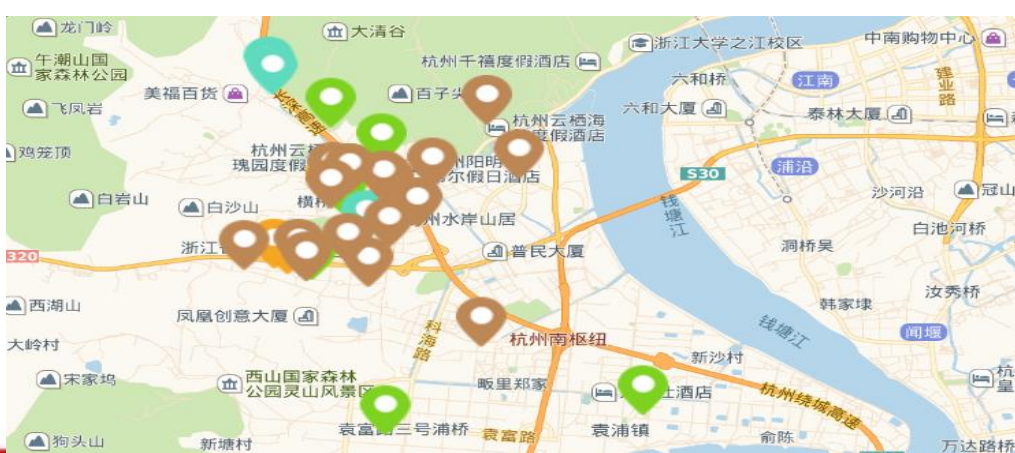 龙门岭
大清谷
浙江大学之江校区
中南购物中心
午潮山国
家森林公园
杭州千禧度假酒店
六和桥
江南
建业路
美福百货
百子尖
飞凤岩
六和大厦
泰林大厦
杭州云栖海
度假酒店
鸡笼顶
杭州云栖
瑰园度假
州阳明
尔假日酒店
浦沿
S30
白岩山
白沙山
横桥
沙河沿
冠山
钱塘江
州水岸山居
白池河桥
浙江
普民大厦
洞桥吴
320
西湖山
汝秀桥
凤凰创意大厦
韩家埭
科海路
钱塘江
闻堰
大岭村
杭州南枢纽
新沙村
宋家坞
西山国家森林
公园灵山风景区
畈里郑家
仕酒店
杭州绕城高速
杭
皇
狗头山
新塘村
袁富路三号浦桥
袁富路
袁浦镇
俞陈
万达路桥